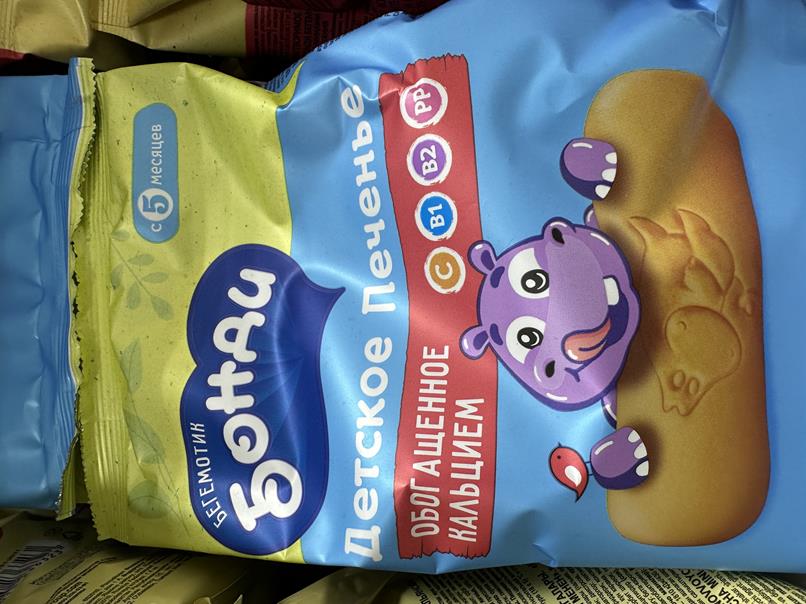 с 5 месяцев
БЕГЕМОТИК
Бонди
Детское Печенье
ОБОГАЩЕННОЕ
КАЛЬЦИЕМ
C B1 B2 PP